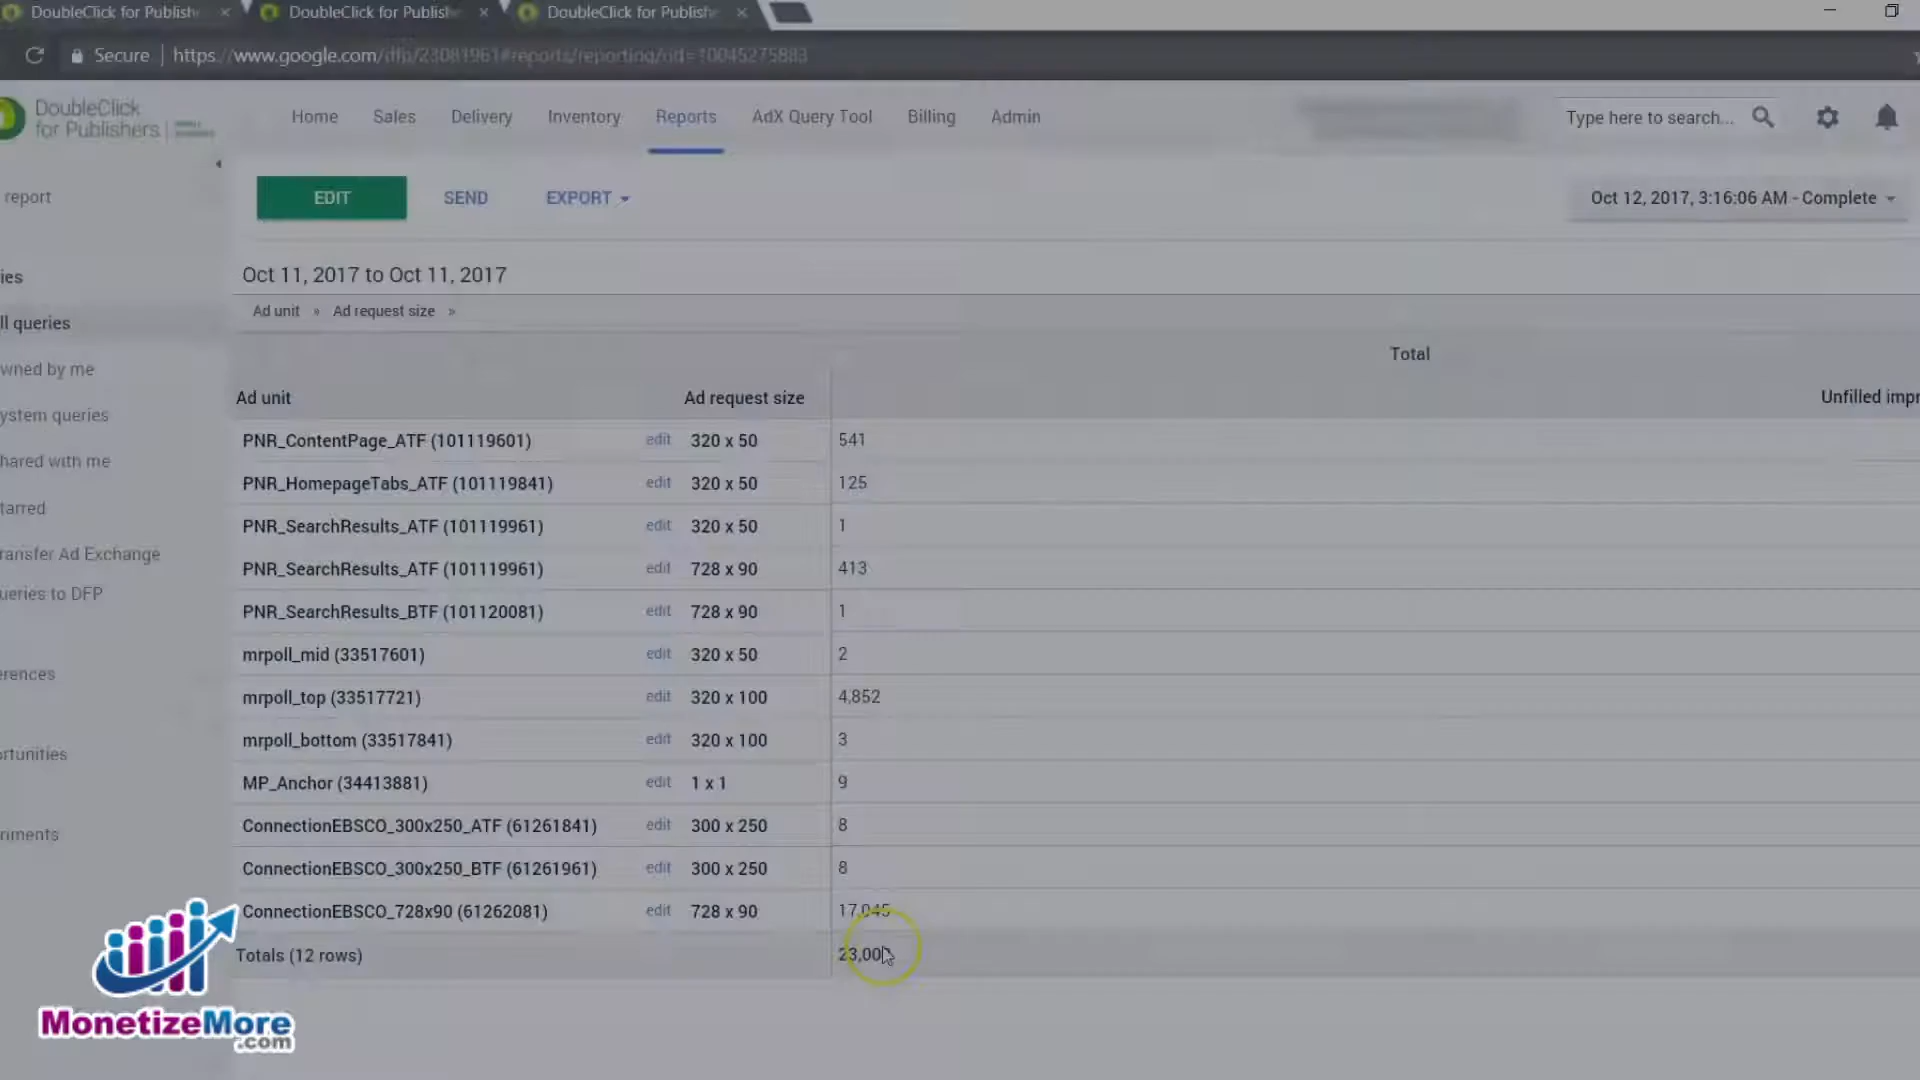 DoubleClick for Publish × DoubleClick for Publish × DoubleClick for Publish ×
Secure https://www.google.com/dfp/23081961#reports/reporting/rid=10045275883
DoubleClick
for Publishers
Home Sales Delivery Inventory Reports AdX Query Tool Billing Admin
Type here to search...
report
EDIT SEND EXPORT
Oct 12, 2017, 3:16:06 AM - Complete
ies
ll queries
wned by me
ystem queries
hared with me
tarred
ransfer Ad Exchange
ueries to DFP
erences
rtunities
riments
Oct 11, 2017 to Oct 11, 2017
Ad unit » Ad request size »
Total
Ad unit Ad request size Unfilled impr
PNR_ContentPage_ATF (101119601) edit 320 x 50 541
PNR_HomepageTabs_ATF (101119841) edit 320 x 50 125
PNR_SearchResults_ATF (101119961) edit 320 x 50 1
PNR_SearchResults_ATF (101119961) edit 728 x 90 413
PNR_SearchResults_BTF (101120081) edit 728 x 90 1
mrpoll_mid (33517601) edit 320 x 50 2
mrpoll_top (33517721) edit 320 x 100 4,852
mrpoll_bottom (33517841) edit 320 x 100 3
MP_Anchor (34413881) edit 1 x 1 9
ConnectionEBSCO_300x250_ATF (61261841) edit 300 x 250 8
ConnectionEBSCO_300x250_BTF (61261961) edit 300 x 250 8
ConnectionEBSCO_728x90 (61262081) edit 728 x 90 17,045
Totals (12 rows)
MonetizeMore
.com